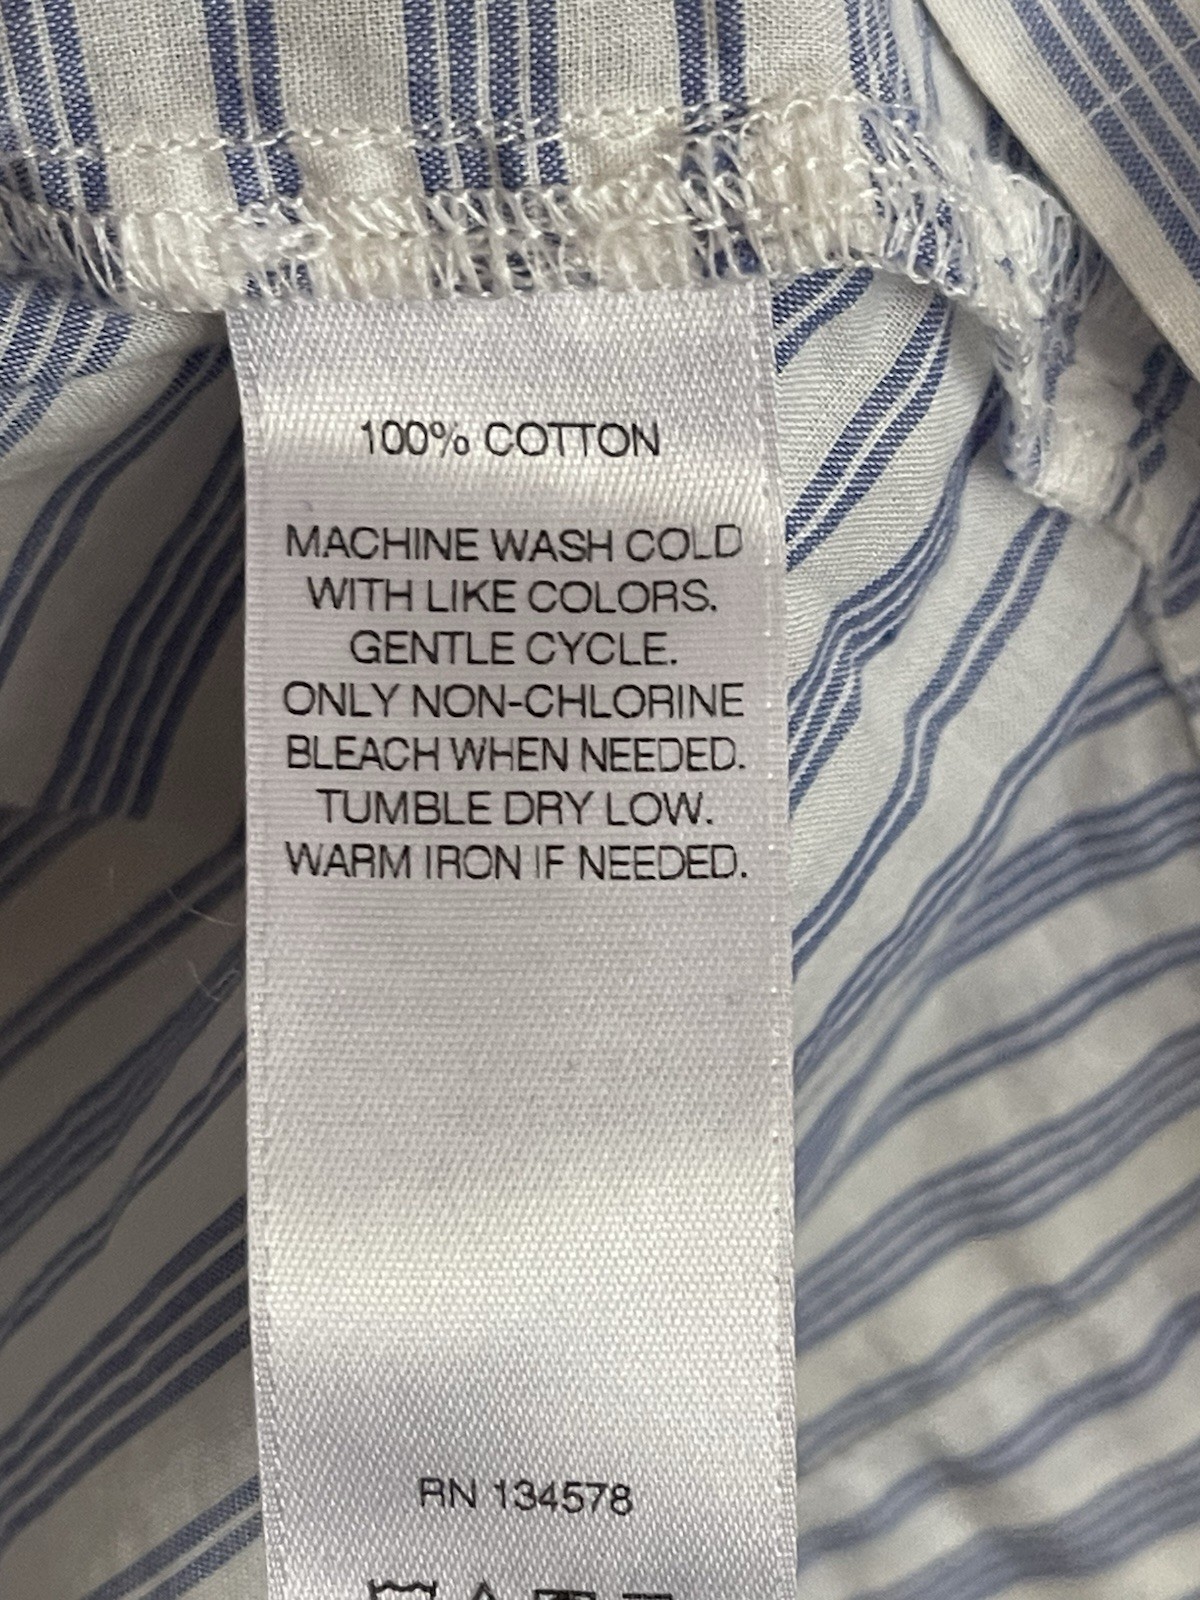 100% COTTON
MACHINE WASH COLD
WITH LIKE COLORS.
GENTLE CYCLE.
ONLY NON-CHLORINE
BLEACH WHEN NEEDED.
TUMBLE DRY LOW.
WARM IRON IF NEEDED.
RN 134578